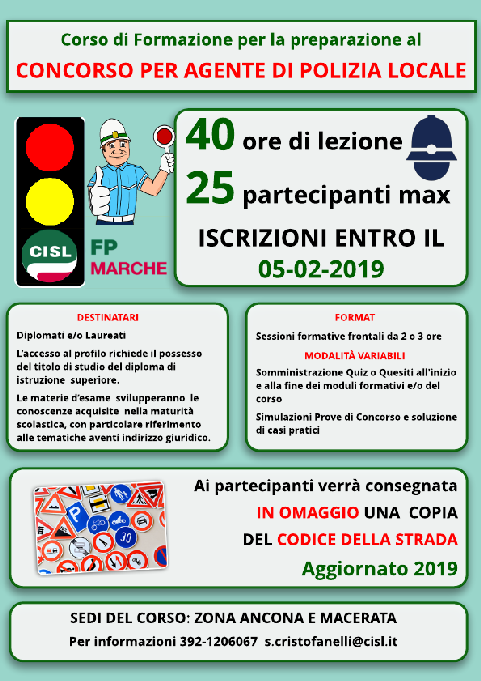 Corso di Formazione per la preparazione al
CONCORSO PER AGENTE DI POLIZIA LOCALE
40 ore di lezione
25 partecipanti max
ISCRIZIONI ENTRO IL
05-02-2019
CISL
FP
MARCHE
DESTINATARI
Diplomati e/o Laureati
L'accesso al profilo richiede il possesso
del titolo di studio del diploma di
istruzione superiore.
Le materie d'esame svilupperanno le
conoscenze acquisite nella maturità
scolastica, con particolare riferimento
alle tematiche aventi indirizzo giuridico.
FORMAT
Sessioni formative frontali da 2 e 3 ore
MODALITÀ VARIABILI
Somministrazione Quiz o Quesiti all'inizio
e alla fine dei moduli formativi e/o del
corso
Simulazioni Prove di Concorso e soluzione
di casi pratici
Ai partecipanti verrà consegnata
IN OMAGGIO UNA COPIA
DEL CODICE DELLA STRADA
Aggiornato 2019
SEDI DEL CORSO: ZONA ANCONA E MACERATA
Per informazioni 392-1206067 s.cristofanelli@cisl.it